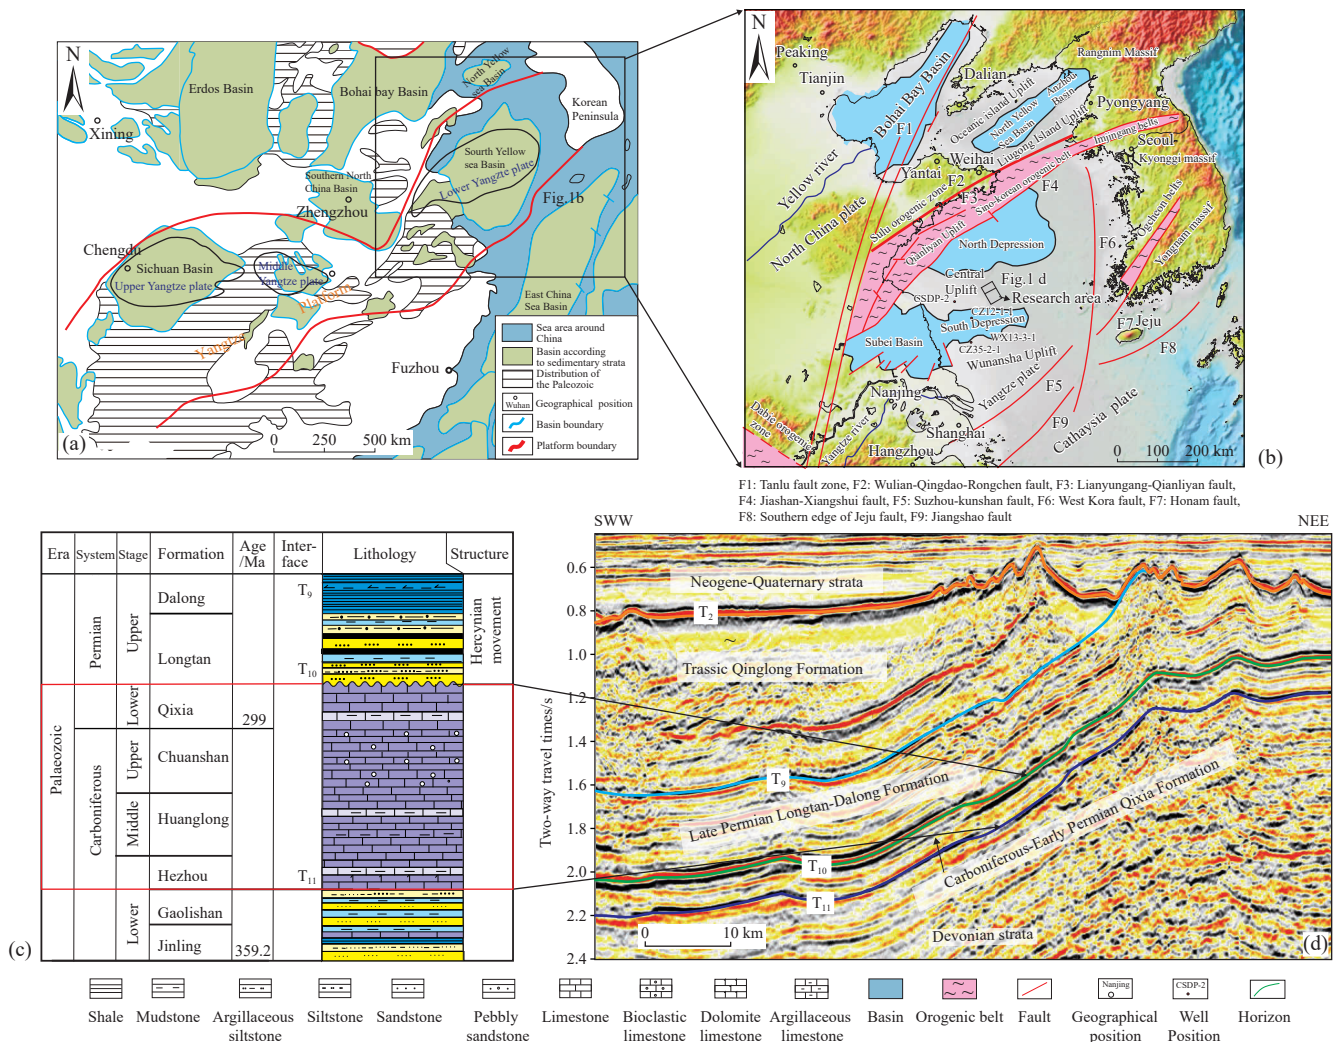 N
Erdos Basin
Bohai bay Basin
North Yellow
sea Basin
Korean
Peninsula
Xining
Sourth Yellow
sea Basin
Lower Yangtze plate
Southern North
China Basin
Zhengzhou
Fig.1b
Chengdu
Sichuan Basin
Upper Yangtze plate
Middle
Yangtze plate
Platform
Yangtze
East China
Sea Basin
Fuzhou
(a)
0 250 500 km
Sea area around
China
Basin according
to sedimentary strata
Distribution of
the Paleozoic
Wuhan
Geographical position
Basin boundary
Platform boundary
N
Peaking
Tianjin
Dalian
Rangnim Massif
Bohai Bay Basin
F1
Oceanic island Uplift
North Yellow
Sea Basin
Anzhou
Basin
Pyongyang
Liugong Island Uplift
Imjingang belts
Seoul
Kyonggi massif
Weihai
Yantai
F2
F3
F4
Sino-korean orogenic belt
Yellow river
North China plate
Sulu orogenic zone
Qianliyan Uplift
North Depression
F6
Ogcheon belts
Yongnam massif
Central
Uplift
Fig.1 d
Research area
CSDP-2
CZ12-1-1
South Depression
WX13-3-1
CZ35-2-1
Subei Basin
Wunansha Uplift
F7
Jeju
F8
Nanjing
Yangtze plate
F5
F9
Cathaysia plate
Shanghai
Dabie orogenic
zone
Yangtze river
Hangzhou
0 100 200 km
(b)
F1: Tanlu fault zone, F2: Wulian-Qingdao-Rongchen fault, F3: Lianyungang-Qianliyan fault,
F4: Jiashan-Xiangshui fault, F5: Suzhou-kunshan fault, F6: West Kora fault, F7: Honam fault,
F8: Southern edge of Jeju fault, F9: Jiangshao fault
Era System Stage Formation Age
/Ma Inter-
face Lithology Structure
Palaeozoic
Permian
Carboniferous
Upper
Lower
Upper
Middle
Lower
Dalong
Longtan
Qixia
Chuanshan
Huanglong
Hezhou
Gaolishan
Jinling
299
359.2
T9
T10
T11
Hercynian
movement
(c)
SWW
NEE
Two-way travel times/s
0.6
0.8
1.0
1.2
1.4
1.6
1.8
2.0
2.2
2.4
Neogene-Quaternary strata
T2
Trassic Qinglong Formation
T9
Late Permian Longtan-Dalong Formation
T10
Carboniferous-Early Permian Qixia Formation
T11
Devonian strata
0 10 km
(d)
Shale
Mudstone
Argillaceous
siltstone
Siltstone
Sandstone
Pebbly
sandstone
Limestone
Bioclastic
limestone
Dolomite
limestone
Argillaceous
limestone
Basin
Orogenic belt
Fault
Nanjing
Geographical
position
CSDP-2
Well
Position
Horizon